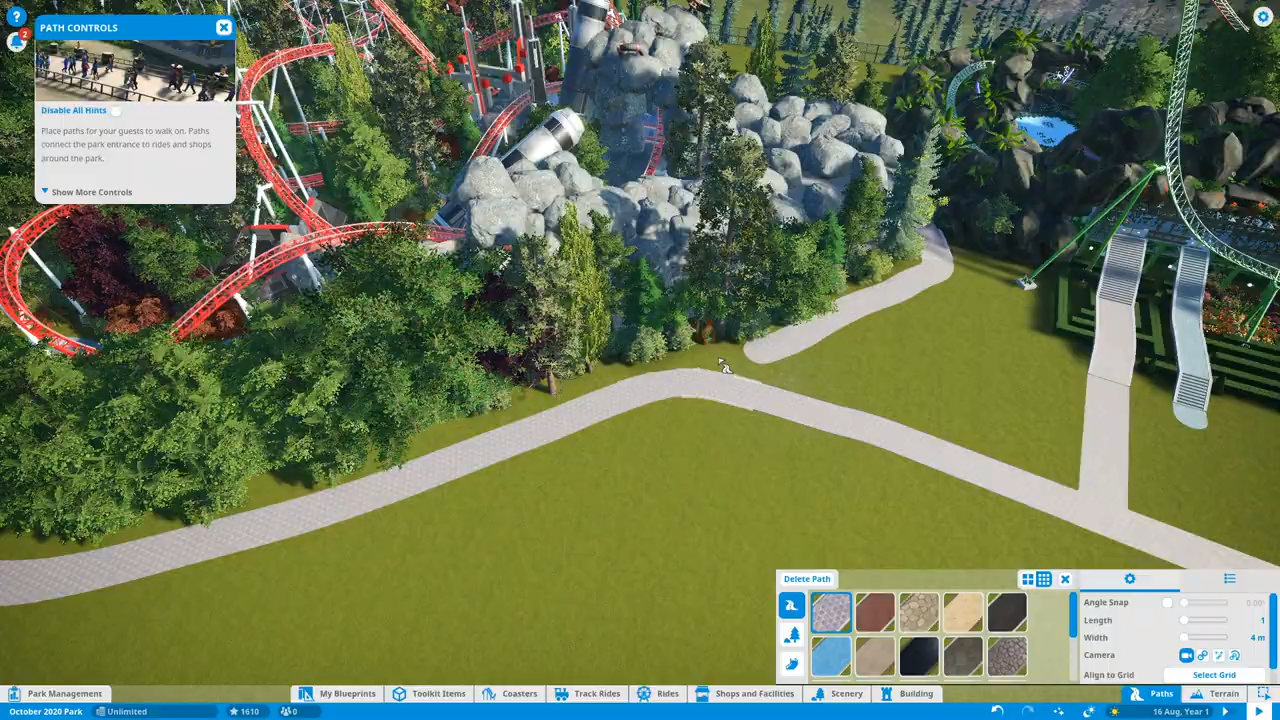 ?
2
PATH CONTROLS
Disable All Hints
Place paths for your guests to walk on. Paths
connect the park entrance to rides and shops
around the park.
Show More Controls
Delete Path
Angle Snap
0.00°
Length
1
Width
4 m
Camera
Align to Grid
Select Grid
Park Management
My Blueprints
Toolkit Items
Coasters
Track Rides
Rides
Shops and Facilities
Scenery
Building
Paths
Terrain
October 2020 Park
Unlimited
1610
0
16 Aug, Year 1